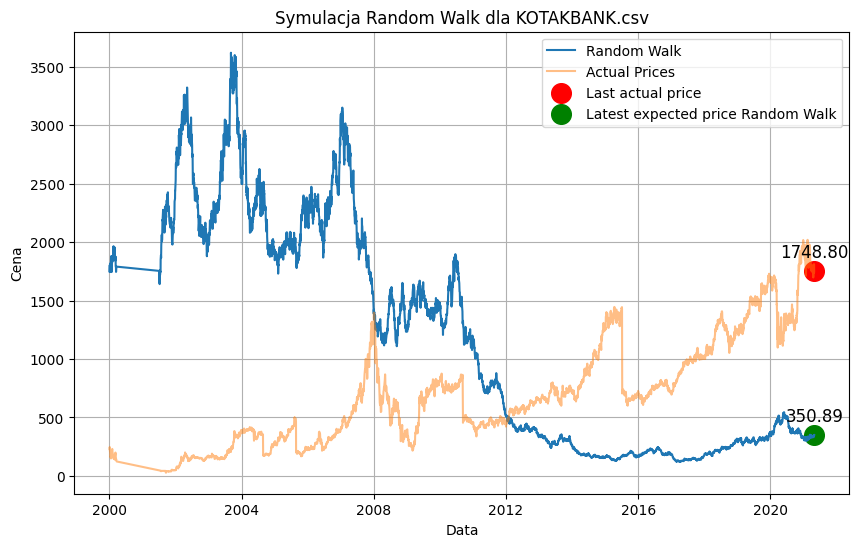 Symulacja Random Walk dla KOTAKBANK.csv
Random Walk
Actual Prices
Last actual price
Latest expected price Random Walk
Cena
3500
3000
2500
2000
1500
1000
500
0
1748.80
350.89
2000
2004
2008
2012
2016
2020
Data